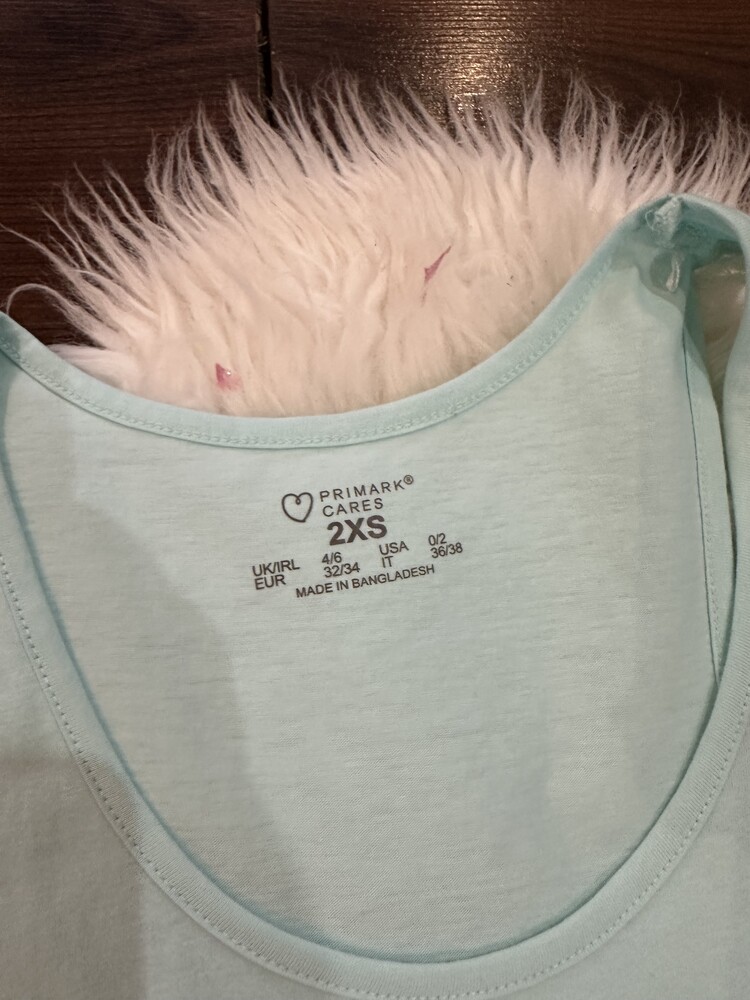 PRIMARK®
CARES
2XS
UK/IRL 4/6 USA 0/2
EUR 32/34 IT 36/38
MADE IN BANGLADESH